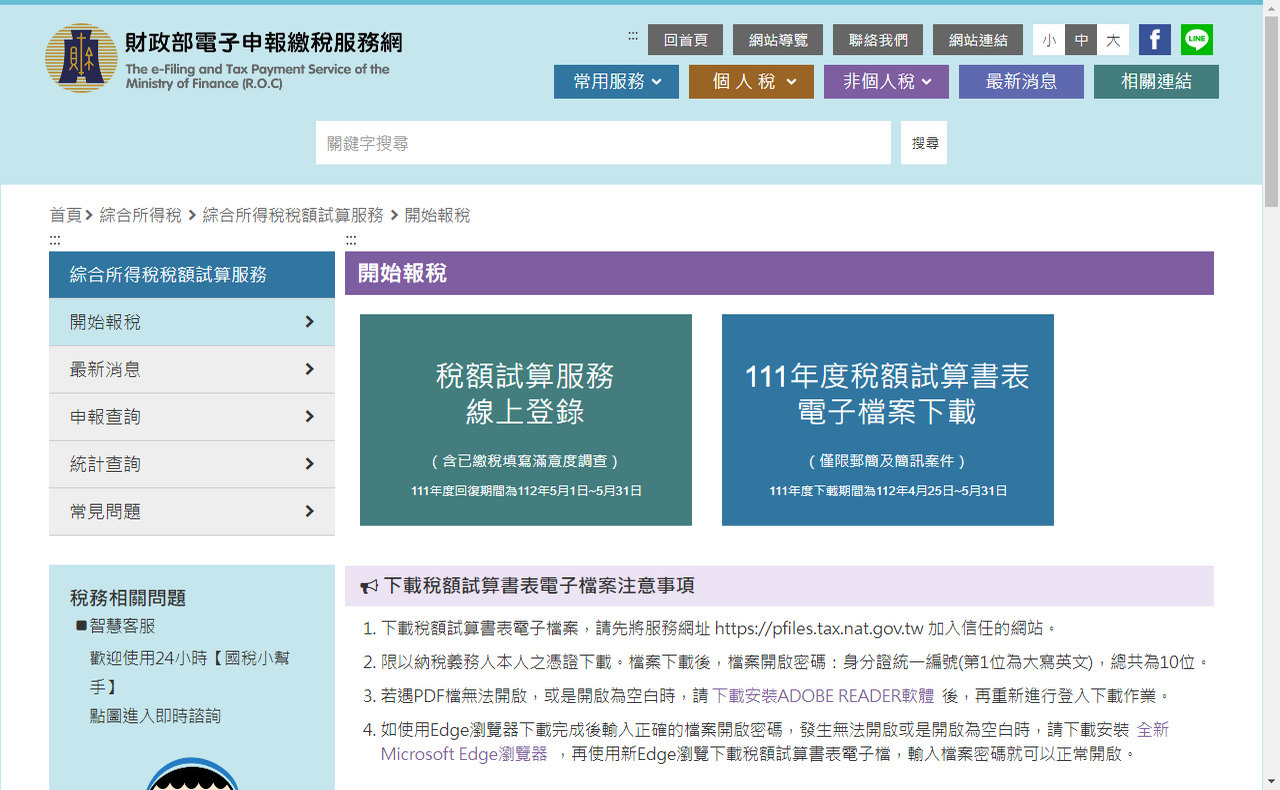 財政部電子申報繳稅服務網
The e-Filing and Tax Payment Service of the
Ministry of Finance (R.O.C)
:::
回首頁
網站導覽
聯絡我們
網站連結
小
中
大
f
LINE
常用服務
個 人 稅
非個人稅
最新消息
相關連結
關鍵字搜尋
搜尋
首頁 綜合所得稅 綜合所得稅稅額試算服務 開始報稅
:::
綜合所得稅稅額試算服務
開始報稅
最新消息
申報查詢
統計查詢
常見問題
稅務相關問題
■智慧客服
歡迎使用24小時【國稅小幫
手】
點圖進入即時諮詢
:::
開始報稅
稅額試算服務
線上登錄
（含已繳稅填寫滿意度調查）
111年度回復期間為112年5月1日~5月31日
111年度稅額試算書表
電子檔案下載
（僅限郵簡及簡訊案件）
111年度下載期間為112年4月25日~5月31日
下載稅額試算書表電子檔案注意事項
1. 下載稅額試算書表電子檔案，請先將服務網址 https://pfiles.tax.nat.gov.tw 加入信任的網站。
2. 限以納稅義務人本人之憑證下載。檔案下載後，檔案開啟密碼：身分證統一編號(第1位為大寫英文)，總共為10位。
3. 若遇PDF檔無法開啟，或是開啟為空白時，請 下載安裝ADOBE READER軟體 後，再重新進行登入下載作業。
4. 如使用Edge瀏覽器下載完成後輸入正確的檔案開啟密碼，發生無法開啟或是開啟為空白時，請下載安裝 全新
Microsoft Edge瀏覽器 ，再使用新Edge瀏覽下載稅額試算書表電子檔，輸入檔案密碼就可以正常開啟。